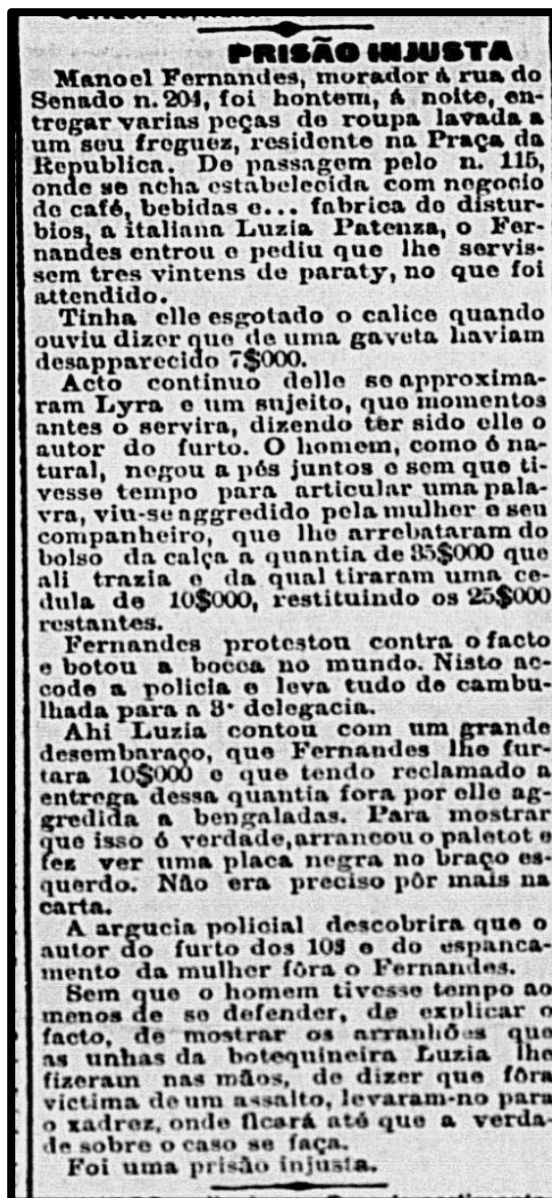 PRISÃO INJUSTA
Manoel Fernandes, morador á rua do
Senado n. 204, foi hontem, á noite, en-
tregar varias peças de roupa lavada a
um seu freguez, residente na Praça da
Republica. De passagem pelo n. 115,
onde se acha estabelecida com negocio
de café, bebidas e... fabrica de distur-
bios, a italiana Luzia Patenza, o Fer-
nandes entrou e pediu que lhe servis-
sem tres vintens de paraty, no que foi
attendido.
Tinha elle esgotado o calice quando
ouviu dizer que de uma gaveta haviam
desapparecido 7$000.
Acto continuo delle se approxima-
ram Lyra e um sujeito, que momentos
antes o servira, dizendo ter sido elle o
autor do furto. O homem, como é na-
tural, negou a pés juntos e sem que ti-
vesse tempo para articular uma pala-
vra, viu-se aggredido pela mulher e seu
companheiro, que lhe arrebataram do
bolso da calça a quantia de 35$000 que
ali trazia e da qual tiraram uma ce-
dula de 10$000, restituindo os 25$000
restantes.
Fernandes protestou contra o facto
e botou a bocca no mundo. Nisto ac-
code a policia e leva tudo de cambu-
lhada para a 3ª delegacia.
Ahi Luzia contou com um grande
desembaraço, que Fernandes lhe fur-
tara 10$000 e que tendo reclamado a
entrega dessa quantia fora por elle ag-
gredida a bengaladas. Para mostrar
que isso é verdade, arrancou o paletot e
fez ver uma placa negra no braço es-
querdo. Não era preciso pôr mais na
carta.
A argucia policial descobrira que o
autor do furto dos 10$ e do espanca-
mento da mulher fôra o Fernandes.
Sem que o homem tivesse tempo ao
menos de se defender, de explicar o
facto, de mostrar os arranhões que
as unhas da botequineira Luzia lhe
fizeram nas mãos, de dizer que fôra
victima de um assalto, levaram-no para
o xadrez, onde ficará até que a verda-
de sobre o caso se faça.
Foi uma prisão injusta.